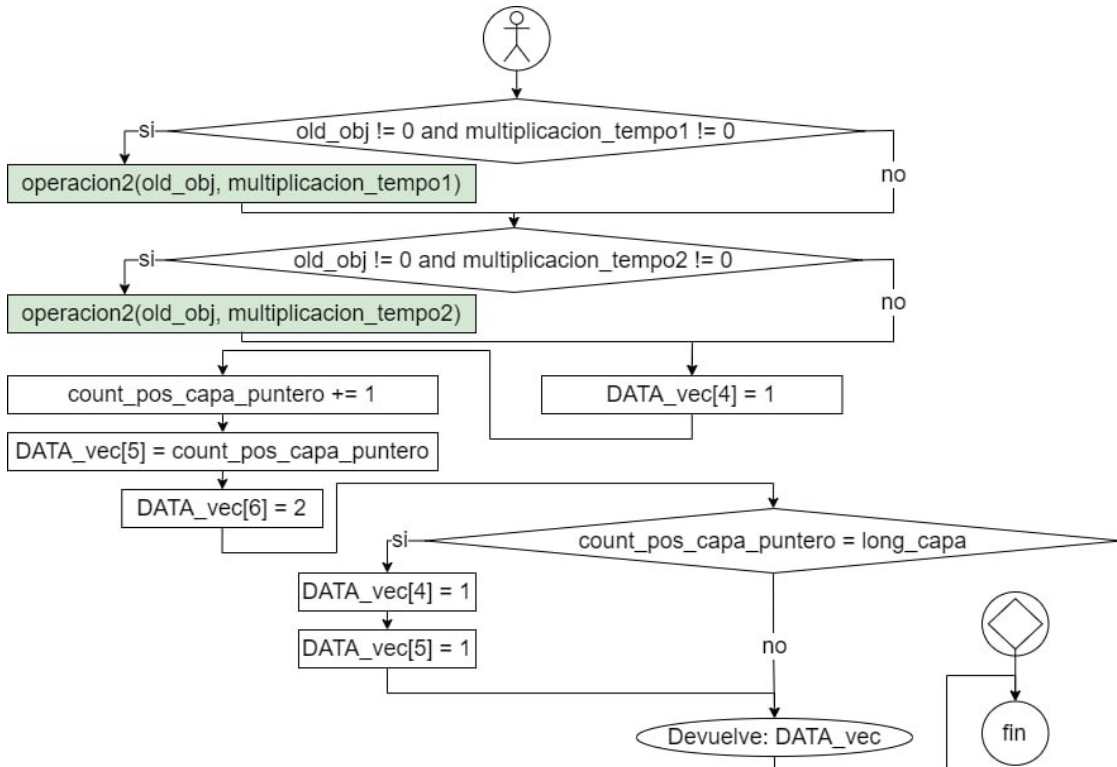 old_obj != 0 and multiplicacion_tempo1 != 0
si
no
operacion2(old_obj, multiplicacion_tempo1)
old_obj != 0 and multiplicacion_tempo2 != 0
si
no
operacion2(old_obj, multiplicacion_tempo2)
DATA_vec[4] = 1
count_pos_capa_puntero += 1
DATA_vec[5] = count_pos_capa_puntero
DATA_vec[6] = 2
count_pos_capa_puntero = long_capa
si
DATA_vec[4] = 1
DATA_vec[5] = 1
no
Devuelve: DATA_vec
fin